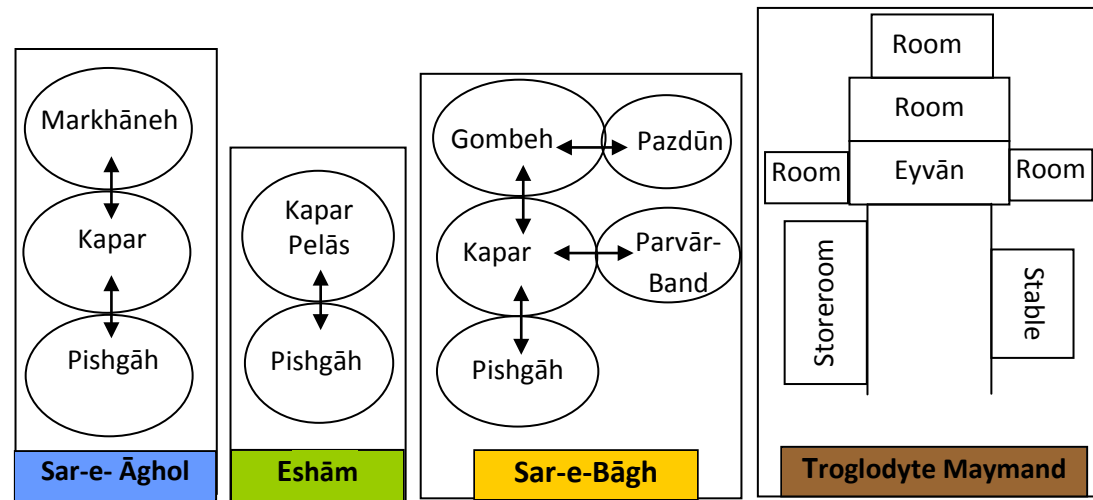 Markhāneh
Kapar
Pishgāh
Sar-e- Āghol
Kapar
Pelās
Pishgāh
Eshām
Gombeh
Pazdūn
Kapar
Parvār-
Band
Pishgāh
Sar-e-Bāgh
Room
Room
Room
Eyvān
Room
Storeroom
Stable
Troglodyte Maymand